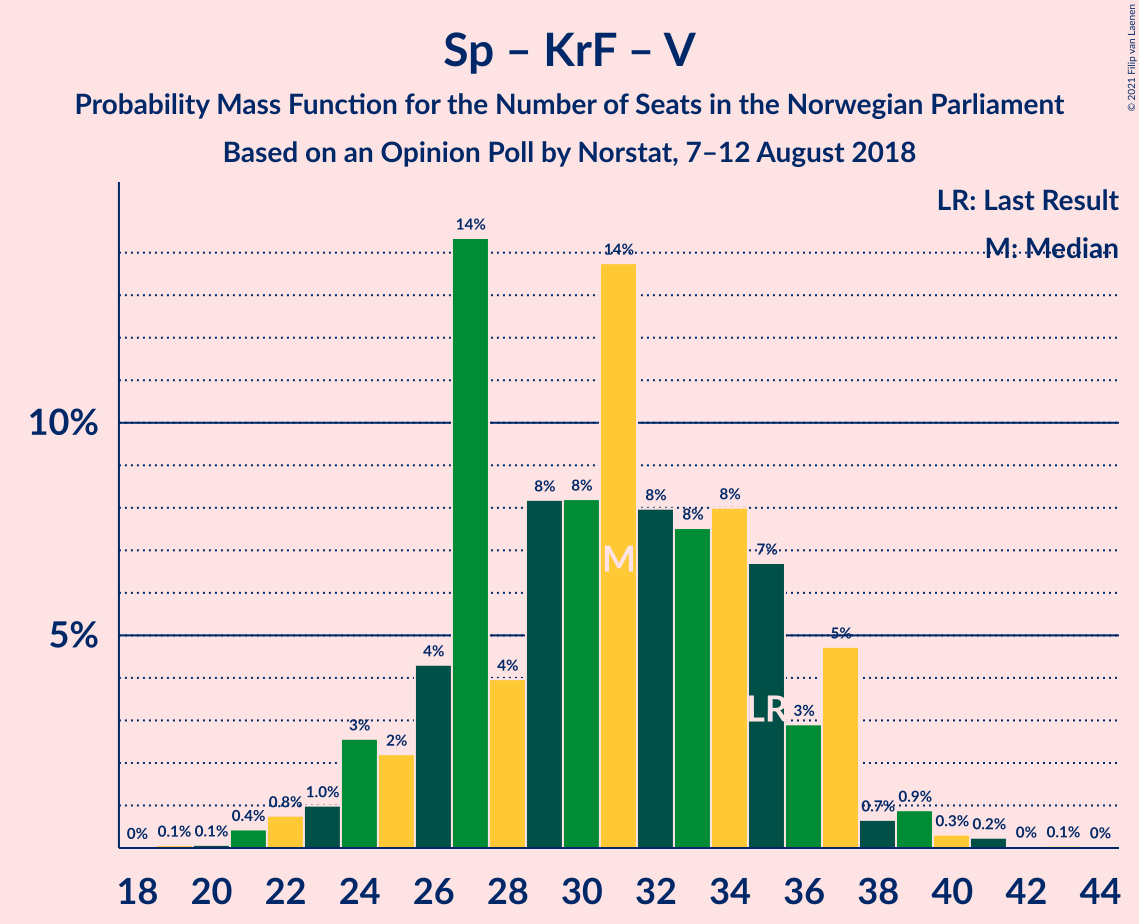 © 2021 Filip van Laenen
Sp – KrF – V
Probability Mass Function for the Number of Seats in the Norwegian Parliament
Based on an Opinion Poll by Norstat, 7–12 August 2018
LR: Last Result
M: Median
10%
5%
0% 0.1% 0.1% 0.4% 0.8% 1.0% 3% 2% 4% 14% 4% 8% 8% 14% 8% 8% 8% 7% 3% 5% 0.7% 0.9% 0.3% 0.2% 0% 0.1% 0%
M
LR
18 20 22 24 26 28 30 32 34 36 38 40 42 44